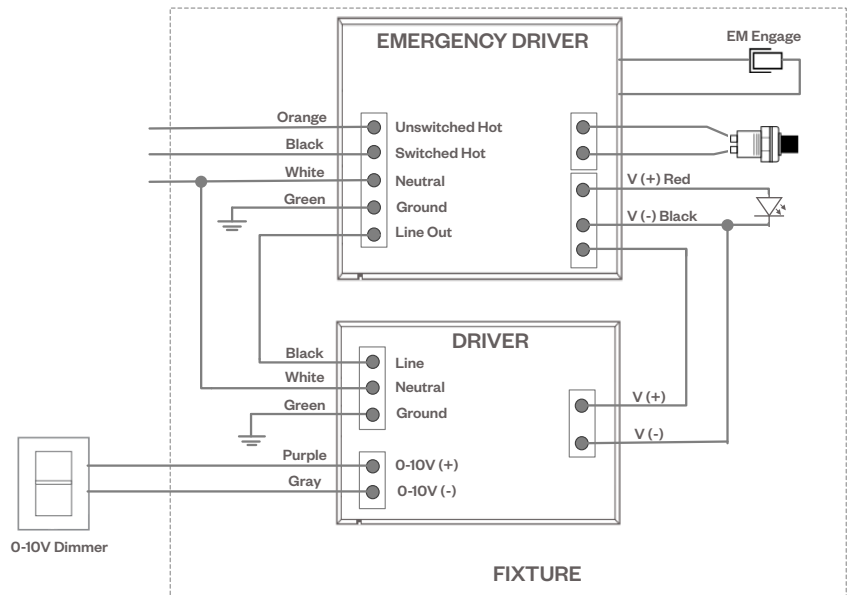 EMERGENCY DRIVER
EM Engage
Orange
Unswitched Hot
Black
Switched Hot
White
Neutral
V (+) Red
Green
Ground
V (-) Black
Line Out
DRIVER
Black
Line
White
Neutral
V (+)
Green
Ground
V (-)
Purple
0-10V (+)
Gray
0-10V (-)
0-10V Dimmer
FIXTURE